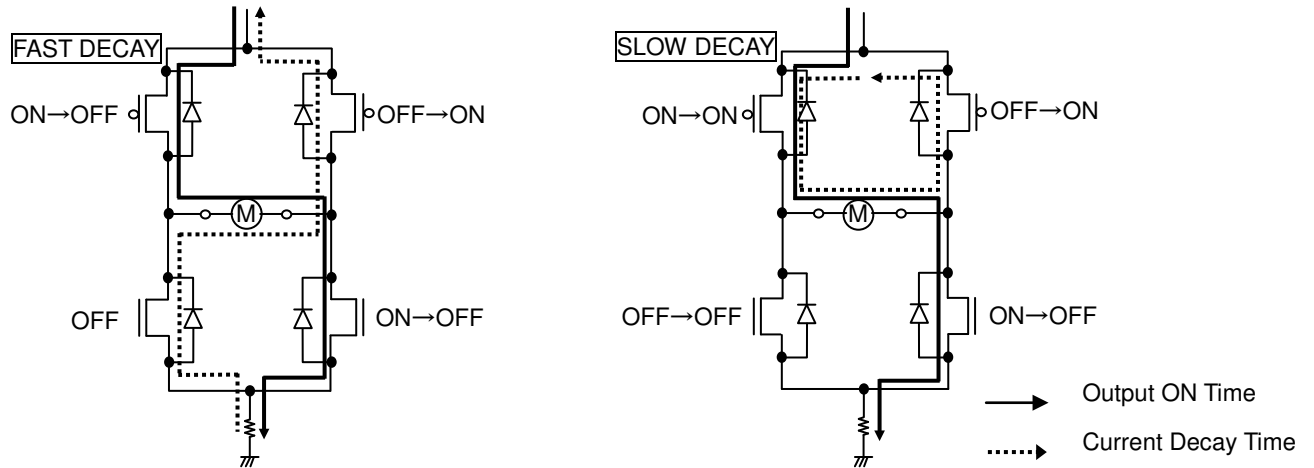 FAST DECAY
ON→OFF
OFF→ON
M
OFF
ON→OFF
SLOW DECAY
ON→ON
OFF→ON
M
OFF→OFF
ON→OFF
Output ON Time
Current Decay Time